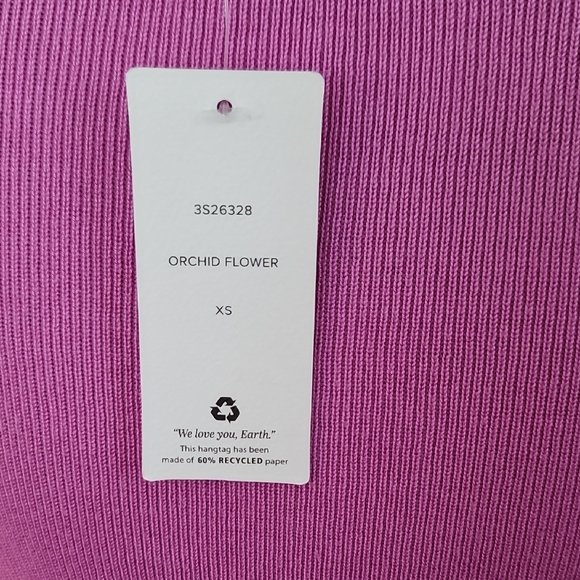 3S26328
ORCHID FLOWER
XS
“We love you, Earth.”
This hangtag has been
made of 60% RECYCLED paper